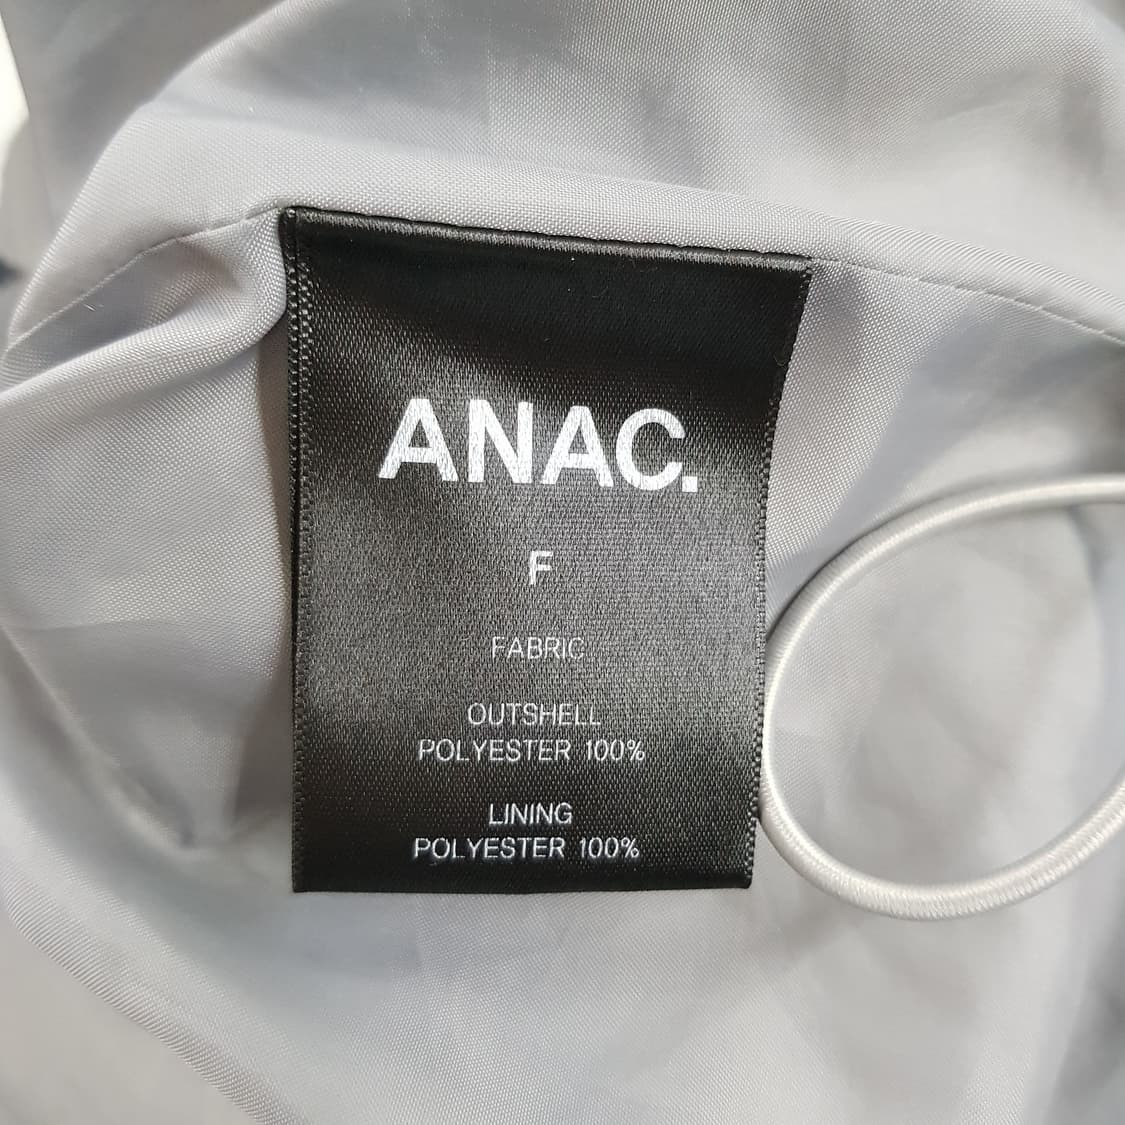 ANAC.
F
FABRIC
OUTSHELL
POLYESTER 100%
LINING
POLYESTER 100%